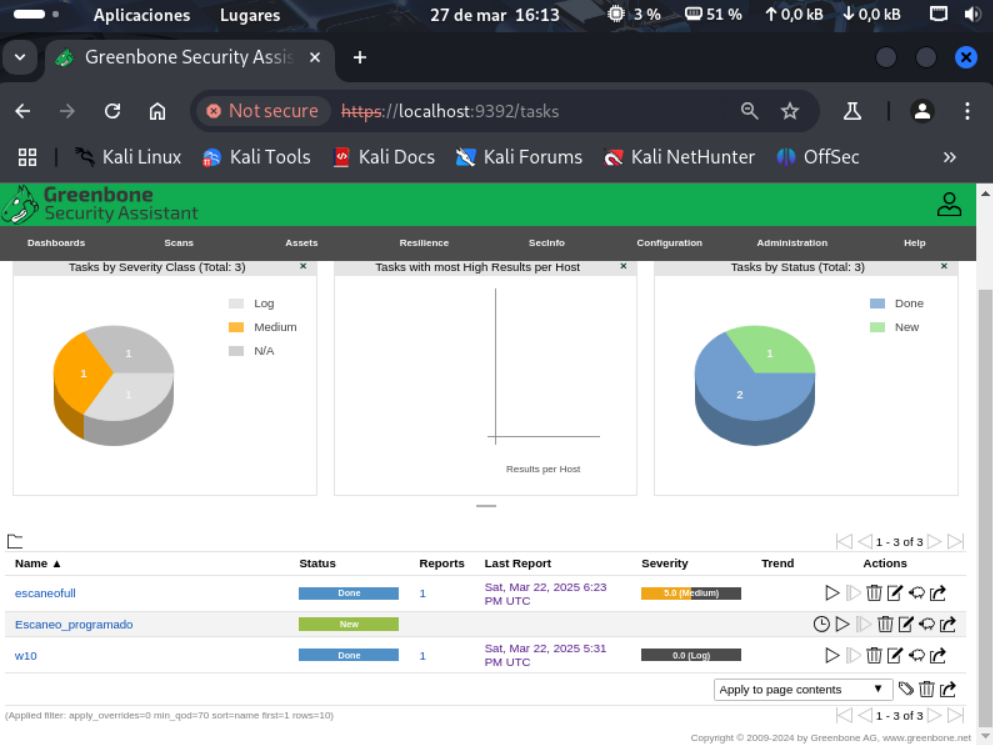 Aplicaciones Lugares 27 de mar 16:13 3 % 51 % 0,0 kB 0,0 kB
Greenbone Security Assis
Not secure https://localhost:9392/tasks
Kali Linux Kali Tools Kali Docs Kali Forums Kali NetHunter OffSec
Greenbone
Security Assistant
Dashboards Scans Assets Resilience SecInfo Configuration Administration Help
Tasks by Severity Class (Total: 3) Tasks with most High Results per Host Tasks by Status (Total: 3)
Log Done
Medium New
N/A
1 1
1
1 2
Results per Host
1 - 3 of 3
Name ▲ Status Reports Last Report Severity Trend Actions
escaneofull Done 1 Sat, Mar 22, 2025 6:23 PM UTC 5.0 (Medium)
Escaneo_programado New
w10 Done 1 Sat, Mar 22, 2025 5:31 PM UTC 0.0 (Log)
Apply to page contents ▼
(Applied filter: apply_overrides=0 min_qod=70 sort=name first=1 rows=10) 1 - 3 of 3
Copyright © 2009-2024 by Greenbone AG, www.greenbone.net